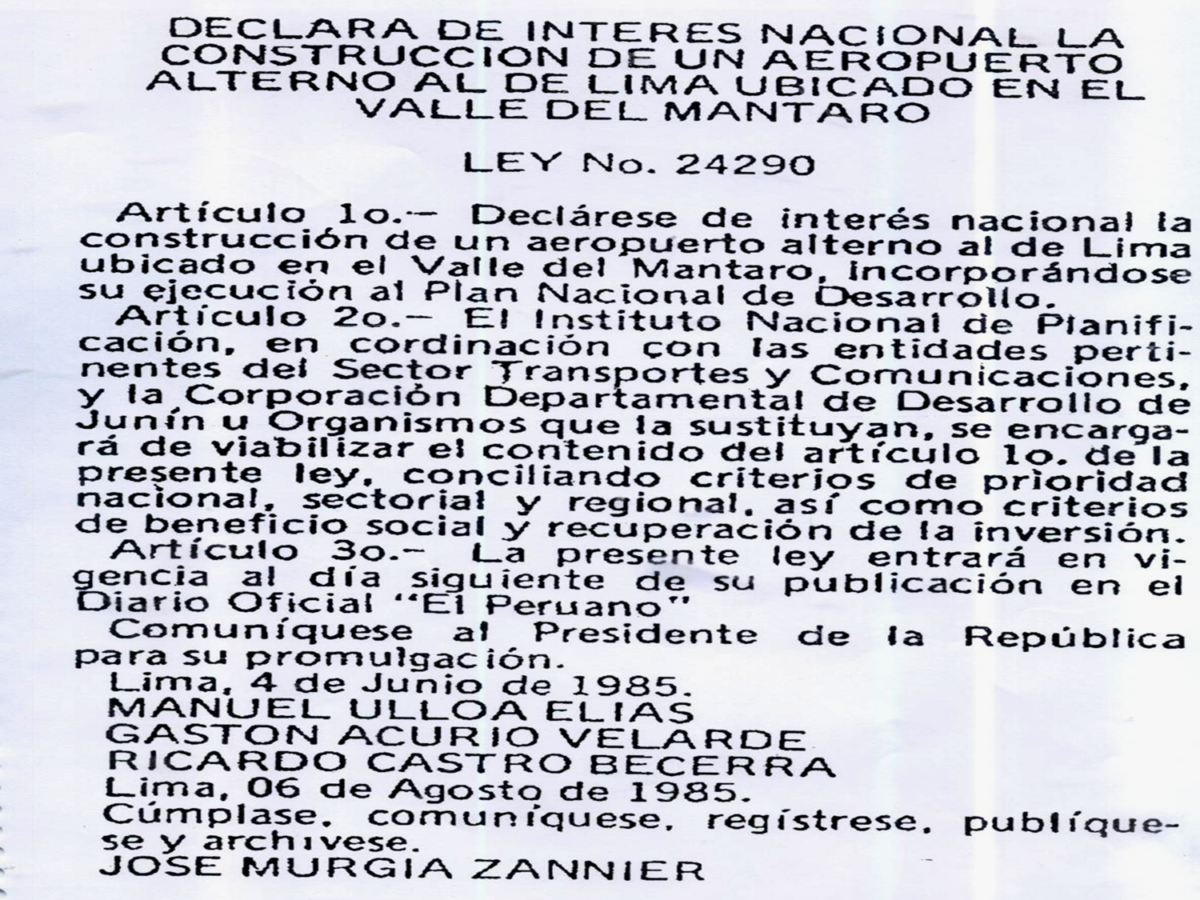 DECLARA DE INTERES NACIONAL LA
CONSTRUCCION DE UN AEROPUERTO
ALTERNO AL DE LIMA UBICADO EN EL
VALLE DEL MANTARO
LEY No. 24290
Artículo 1o.- Declárese de interés nacional la
construcción de un aeropuerto alterno al de Lima
ubicado en el Valle del Mantaro, incorporándose
su ejecución al Plan Nacional de Desarrollo.
Artículo 2o.- El Instituto Nacional de Planifi-
cación, en cordinación con las entidades perti-
nentes del Sector Transportes y Comunicaciones,
y la Corporación Departamental de Desarrollo de
Junín u Organismos que la sustituyan, se encarga-
rá de viabilizar el contenido del artículo 1o. de la
presente ley, conciliando criterios de prioridad
nacional, sectorial y regional, así como criterios
de beneficio social y recuperación de la inversión.
Artículo 3o.- La presente ley entrará en vi-
gencia al día siguiente de su publicación en el
Diario Oficial "El Peruano"
Comuníquese al Presidente de la República
para su promulgación.
Lima, 4 de Junio de 1985.
MANUEL ULLOA ELIAS
GASTON ACURIO VELARDE
RICARDO CASTRO BECERRA
Lima, 06 de Agosto de 1985.
Cúmplase, comuníquese, regístrese, publíque-
se y archivese.
JOSE MURGIA ZANNIER